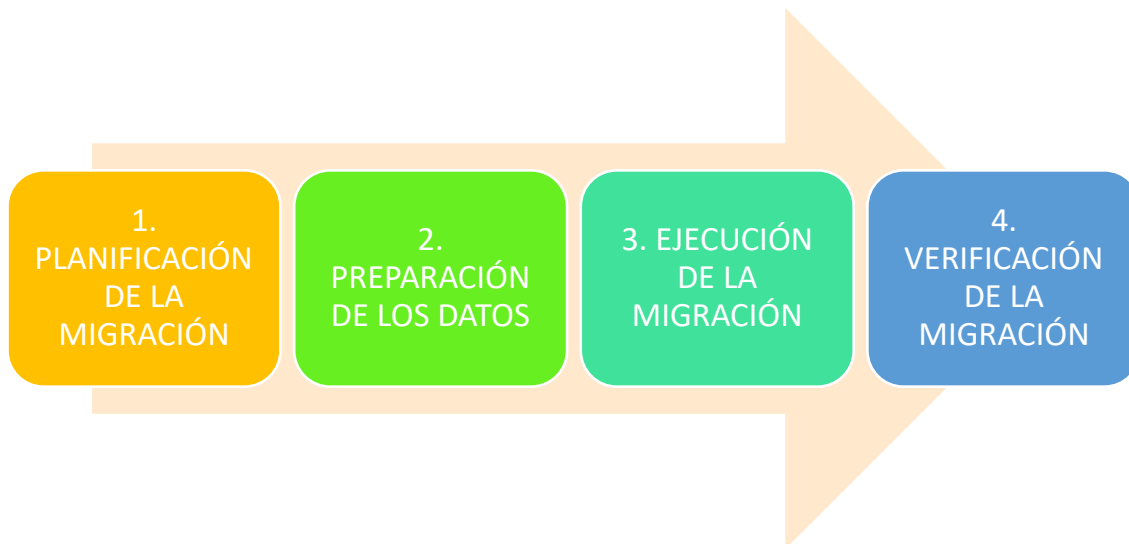 1.
PLANIFICACIÓN
DE LA
MIGRACIÓN
2.
PREPARACIÓN
DE LOS DATOS
3. EJECUCIÓN
DE LA
MIGRACIÓN
4.
VERIFICACIÓN
DE LA
MIGRACIÓN